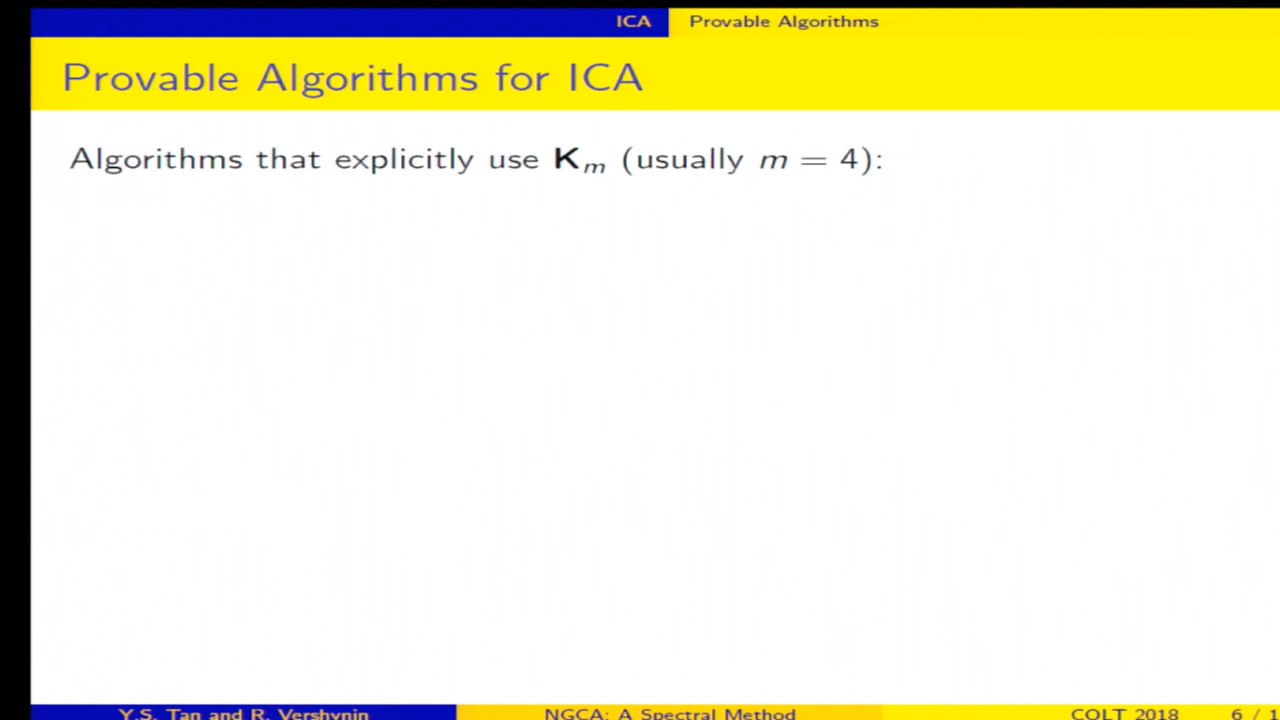 ICA Provable Algorithms
Provable Algorithms for ICA
Algorithms that explicitly use K_m (usually m = 4):
Y.S. Tan and R. Vershynin NGCA: A Spectral Method COLT 2018 6 / 1